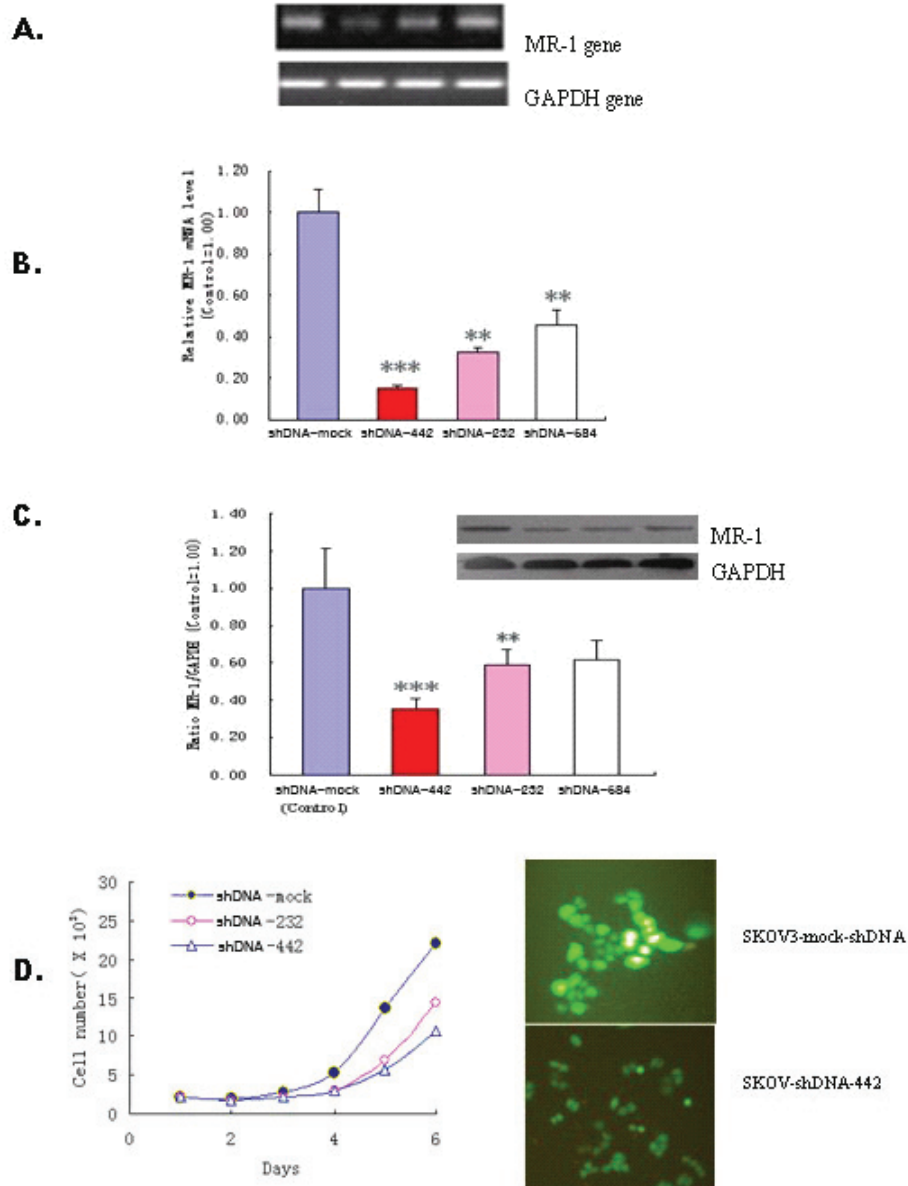 A.
MR-1 gene
GAPDH gene
B.
Relative MR-1 mRNA level
(Control=1.00)
1.20
1.00
0.80
0.60
0.40
0.20
0.00
***
**
**
shDNA-mock shDNA-442 shDNA-232 shDNA-684
C.
Ratio MR-1/GAPDH (Control=1.00)
1.40
1.20
1.00
0.80
0.60
0.40
0.20
0.00
MR-1
GAPDH
***
**
shDNA-mock shDNA-442 shDNA-232 shDNA-684
(Control)
D.
Cell number( X 10³)
30
25
20
15
10
5
0
shDNA-mock
shDNA-232
shDNA-442
0 2 4 6
Days
SKOV3-mock-shDNA
SKOV-shDNA-442